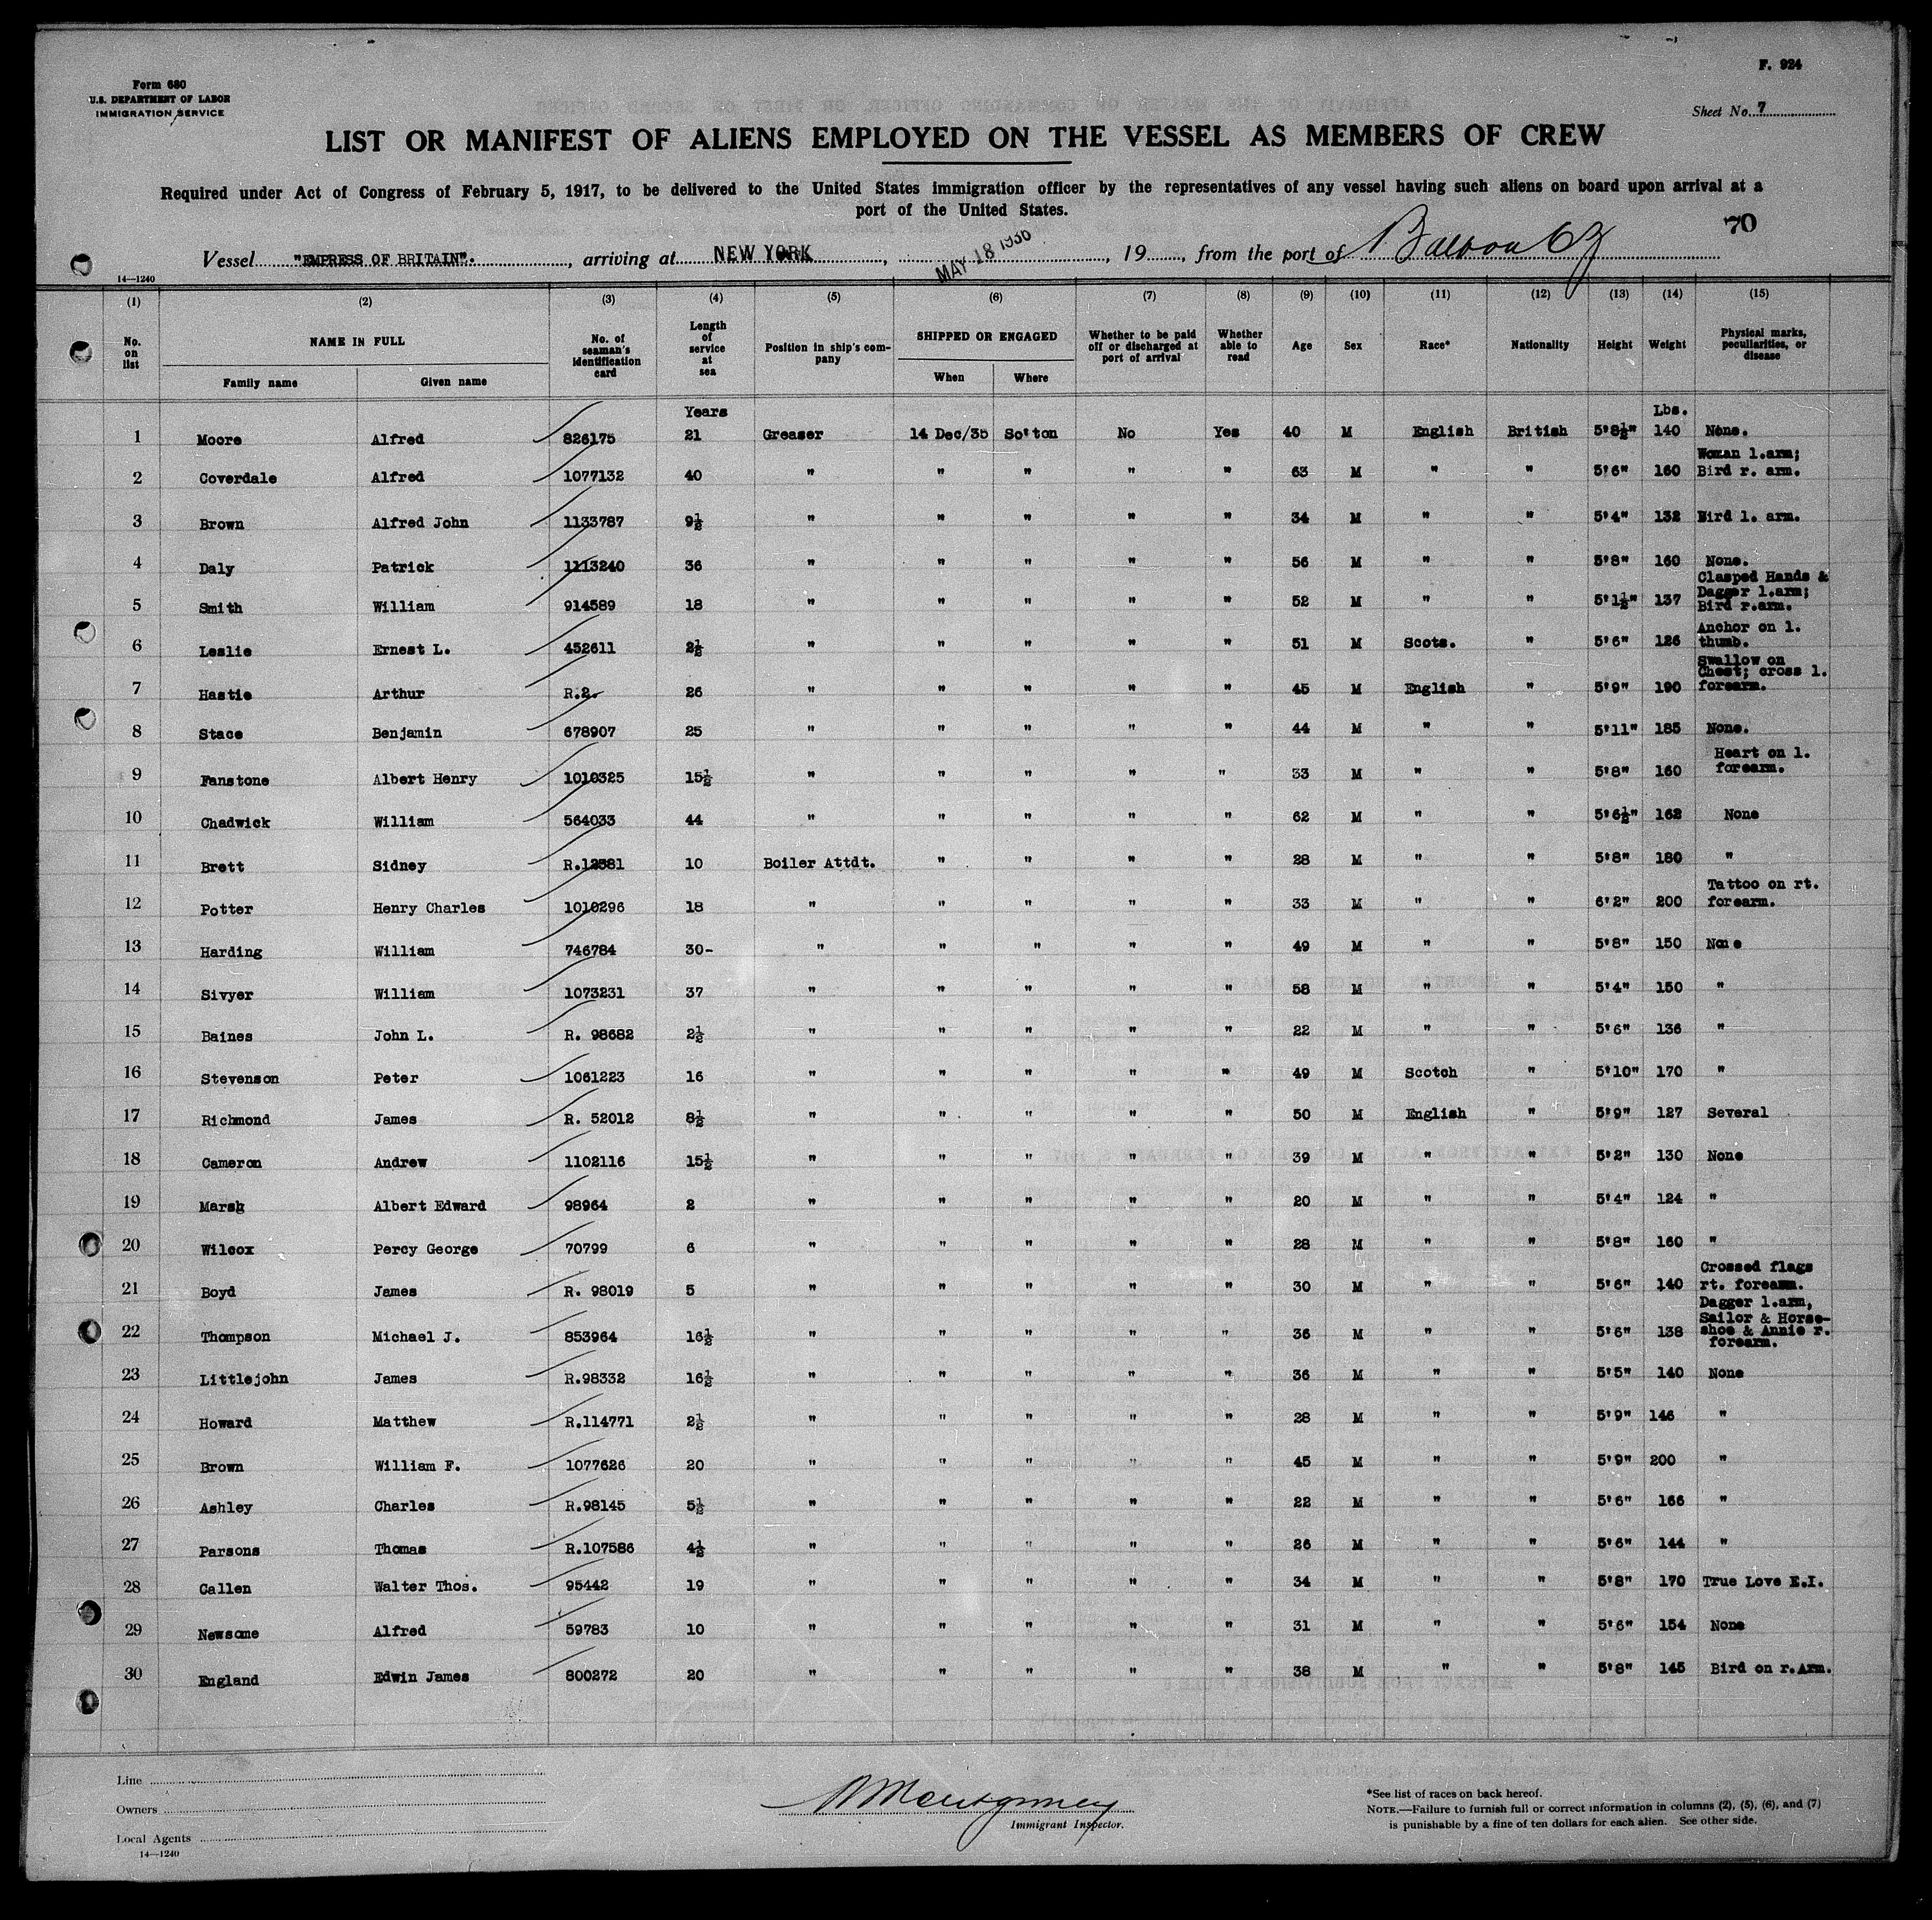 F. 924
Form 680
U.S. DEPARTMENT OF LABOR
IMMIGRATION SERVICE
Sheet No. 7
LIST OR MANIFEST OF ALIENS EMPLOYED ON THE VESSEL AS MEMBERS OF CREW
Required under Act of Congress of February 5, 1917, to be delivered to the United States immigration officer by the representatives of any vessel having such aliens on board upon arrival at a
port of the United States.
70
Vessel "EMPRESS OF BRITAIN". , arriving at NEW YORK , MAY 18 1936 , 19 , from the port of Balboa CZ
14—1240
(1) (2) (3) (4) (5) (6) (7) (8) (9) (10) (11) (12) (13) (14) (15)
No. on list NAME IN FULL Family name Given name No. of seaman's identification card Length of service at sea Position in ship's company SHIPPED OR ENGAGED When Where Whether to be paid off or discharged at port of arrival Whether able to read Age Sex Race* Nationality Height Weight Physical marks, peculiarities, or disease
Years Lbs.
1 Moore Alfred 826175 21 Greaser 14 Dec/35 So'ton No Yes 40 M English British 5'8½" 140 None.
2 Coverdale Alfred 1077132 40 " " " " " 63 M " " 5'6" 160 Woman l.arm; Bird r. arm.
3 Brown Alfred John 1133787 9½ " " " " " 34 M " " 5'4" 132 Bird l. arm.
4 Daly Patrick 1113240 36 " " " " " 56 M " " 5'8" 160 None.
5 Smith William 914589 18 " " " " " 52 M " " 5'1½" 137 Clasped Hands & Dagger l.arm; Bird r.arm.
6 Leslie Ernest L. 452611 2½ " " " " " 51 M Scots. " 5'6" 126 Anchor on l. thumb.
7 Hastie Arthur R.2. 26 " " " " " 45 M English " 5'9" 190 Swallow on Chest; cross l. forearm.
8 Stace Benjamin 678907 25 " " " " " 44 M " " 5'11" 185 None.
9 Fanstone Albert Henry 1010325 15½ " " " " " 33 M " " 5'8" 160 Heart on l. forearm.
10 Chadwick William 564033 44 " " " " " 62 M " " 5'6½" 162 None
11 Brett Sidney R.12581 10 Boiler Attdt. " " " " 28 M " " 5'8" 180 "
12 Potter Henry Charles 1010296 18 " " " " " 33 M " " 6'2" 200 Tattoo on rt. forearm.
13 Harding William 746784 30- " " " " " 49 M " " 5'8" 150 None
14 Sivyer William 1073231 37 " " " " " 58 M " " 5'4" 150 "
15 Baines John L. R. 98682 2½ " " " " " 22 M " " 5'6" 136 "
16 Stevenson Peter 1061223 16 " " " " " 49 M Scotch " 5'10" 170 "
17 Richmond James R. 52012 8½ " " " " " 50 M English " 5'9" 127 Several
18 Cameron Andrew 1102116 15½ " " " " " 39 M " " 5'2" 130 None
19 Marsh Albert Edward 98964 2 " " " " " 20 M " " 5'4" 124 "
20 Wilcox Percy George 70799 6 " " " " " 28 M " " 5'8" 160 "
21 Boyd James R. 98019 5 " " " " " 30 M " " 5'6" 140 Crossed flags rt. forearm.
22 Thompson Michael J. 853964 16½ " " " " " 36 M " " 5'6" 138 Dagger l.arm, Sailor & Horse- shoe & Annie r. forearm.
23 Littlejohn James R.98332 16½ " " " " " 36 M " " 5'5" 140 None
24 Howard Matthew R.114771 2½ " " " " " 28 M " " 5'9" 146 "
25 Brown William F. 1077626 20 " " " " " 45 M " " 5'9" 200 "
26 Ashley Charles R.98145 5½ " " " " " 22 M " " 5'6" 166 "
27 Parsons Thomas R.107586 4½ " " " " " 26 M " " 5'6" 144 "
28 Callen Walter Thos. 95442 19 " " " " " 34 M " " 5'8" 170 True Love E.I.
29 Newsome Alfred 59783 10 " " " " " 31 M " " 5'6" 154 None
30 England Edwin James 800272 20 " " " " " 38 M " " 5'8" 145 Bird on r.Arm.
Line
Owners
Local Agents
14—1240
Montgomery
Immigrant Inspector.
*See list of races on back hereof.
NOTE.—Failure to furnish full or correct information in columns (2), (5), (6), and (7)
is punishable by a fine of ten dollars for each alien. See other side.